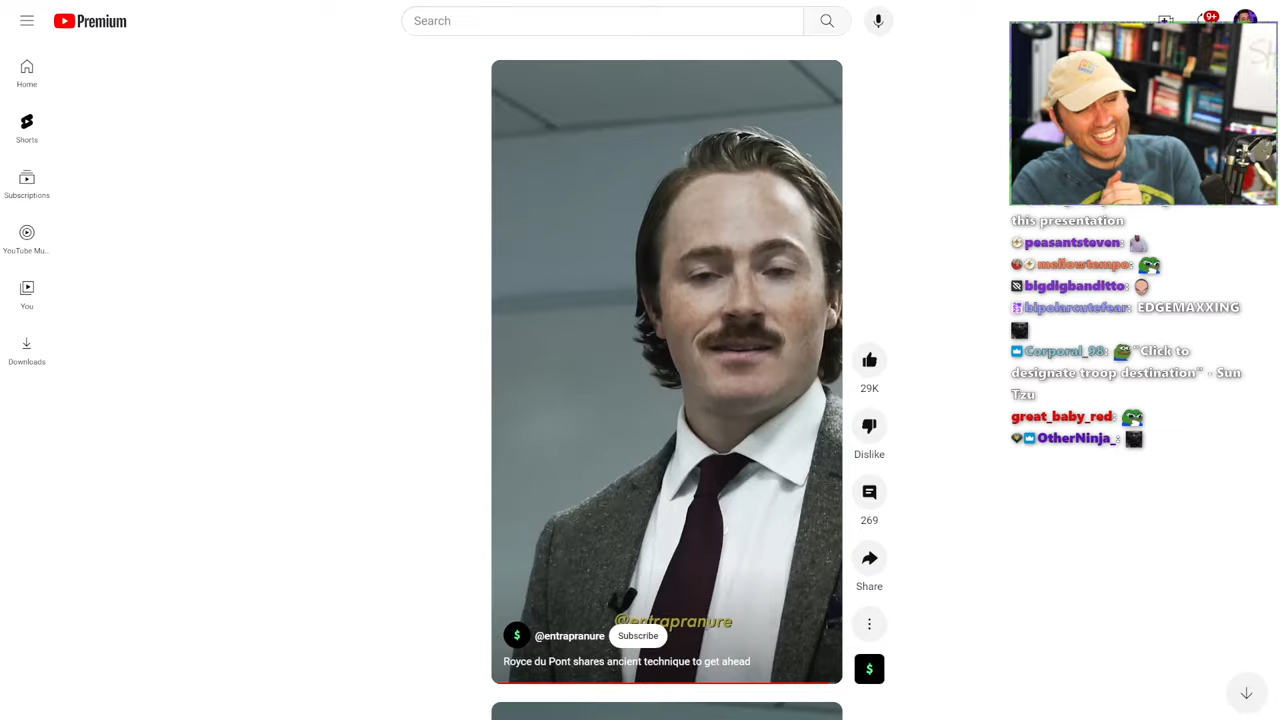 Premium
Search
9+
Home
Shorts
Subscriptions
YouTube Mu...
You
Downloads
29K
Dislike
269
Share
@entrapranure
$
@entrapranure
Subscribe
Royce du Pont shares ancient technique to get ahead
$
this presentation
peasantsteven:
mellowtempo:
bigdigbanditto:
bipolarcutefear: EDGEMAXXING
Corporal_98: "Click to
designate troop destination" - Sun
Tzu
great_baby_red:
OtherNinja_: